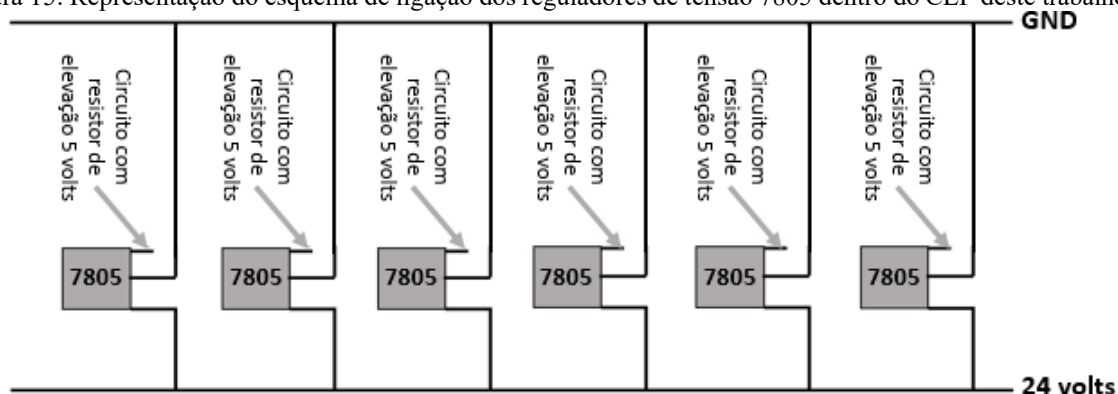 ra 15: Representação do esquema de ligação dos reguladores de tensão 7805 dentro do CLP deste trabalh
GND
Circuito com
resistor de
elevação 5 volts
Circuito com
resistor de
elevação 5 volts
Circuito com
resistor de
elevação 5 volts
Circuito com
resistor de
elevação 5 volts
Circuito com
resistor de
elevação 5 volts
Circuito com
resistor de
elevação 5 volts
7805
7805
7805
7805
7805
7805
24 volts